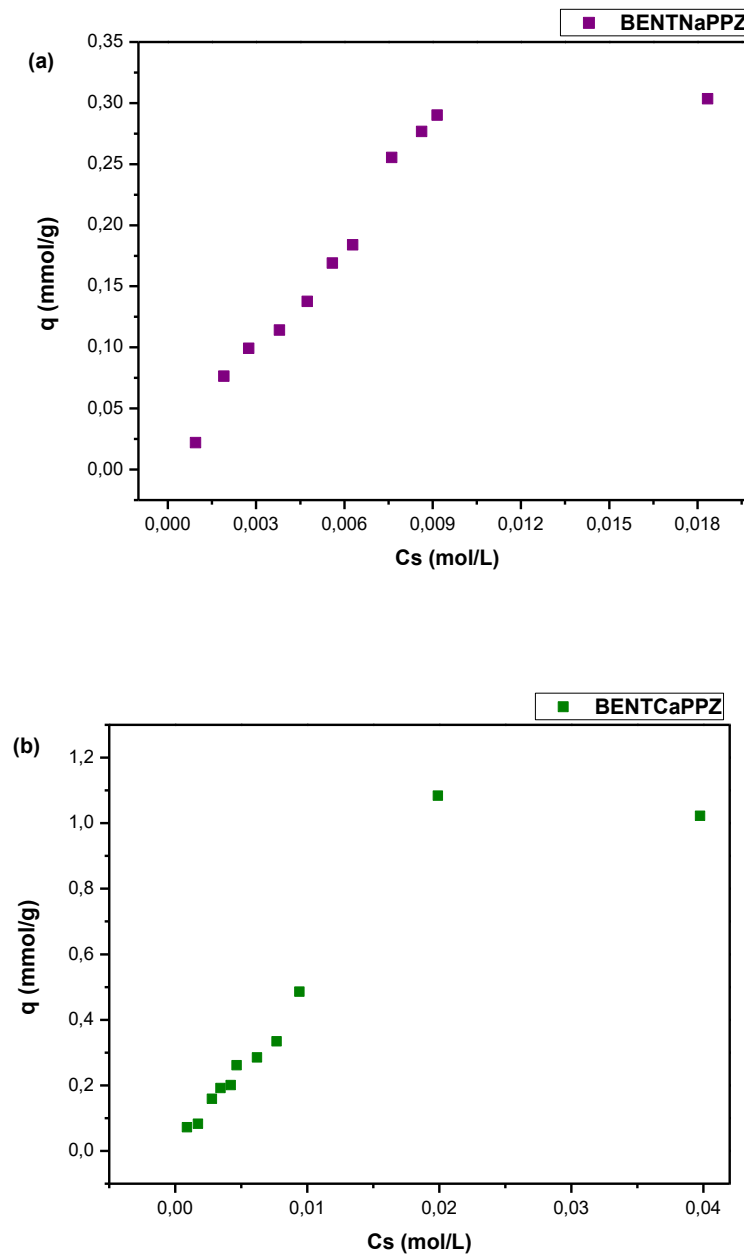 BENTNaPPZ
(a)
0,35
0,30
0,25
0,20
0,15
0,10
0,05
0,00
q (mmol/g)
0,000 0,003 0,006 0,009 0,012 0,015 0,018
Cs (mol/L)
BENTCaPPZ
(b)
1,2
1,0
0,8
0,6
0,4
0,2
0,0
q (mmol/g)
0,00 0,01 0,02 0,03 0,04
Cs (mol/L)